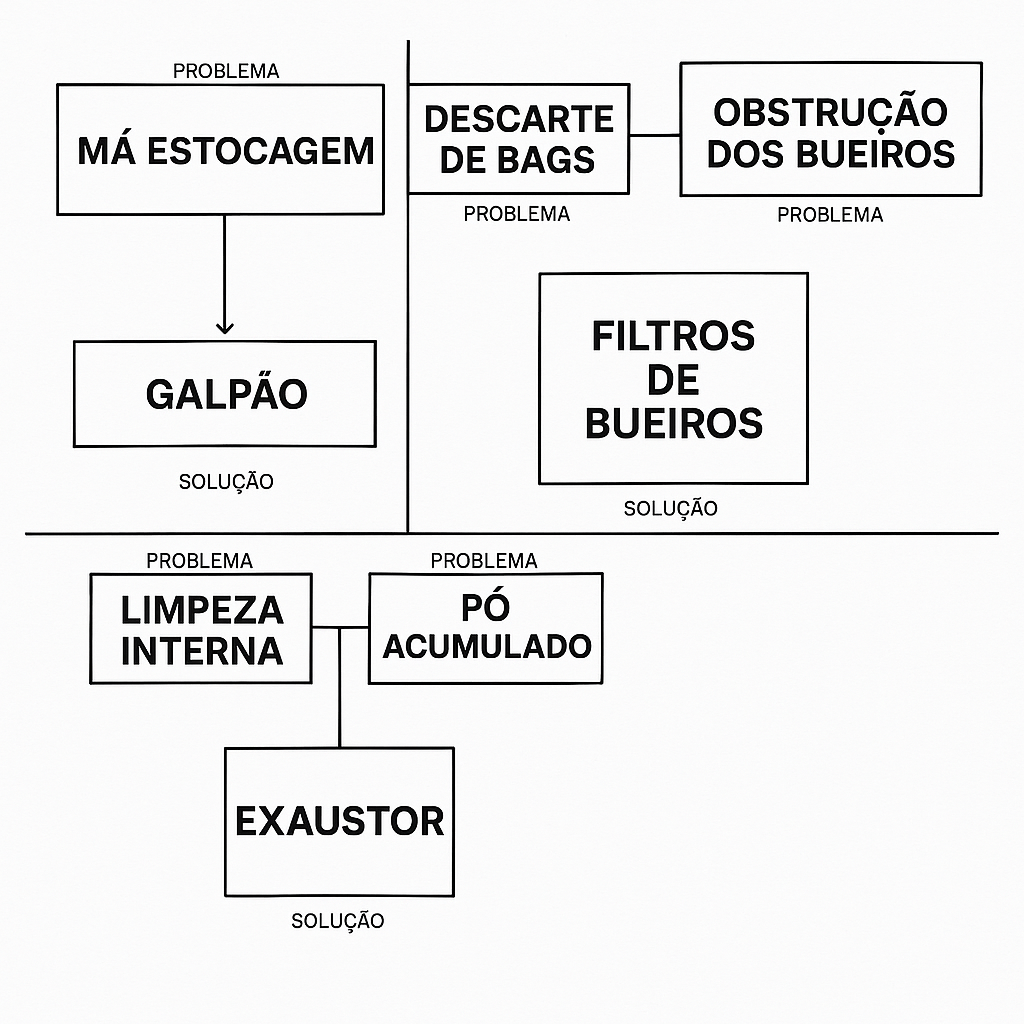 PROBLEMA
MÁ ESTOCAGEM
GALPÃO
SOLUÇÃO
DESCARTE
DE BAGS
PROBLEMA
OBSTRUÇÃO
DOS BUEIROS
PROBLEMA
FILTROS
DE
BUEIROS
SOLUÇÃO
PROBLEMA
LIMPEZA
INTERNA
PROBLEMA
PÓ
ACUMULADO
EXAUSTOR
SOLUÇÃO